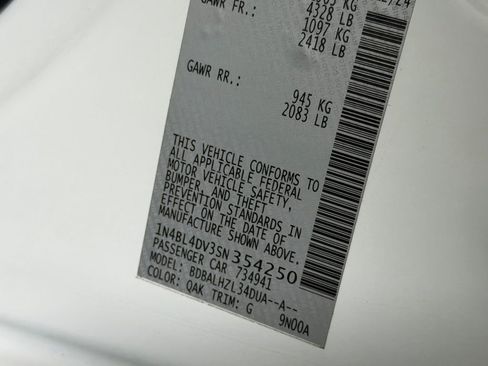 KG
4328 LB
GAWR FR.:
1097 KG
2418 LB
GAWR RR.:
945 KG
2083 LB
THIS VEHICLE CONFORMS TO
ALL APPLICABLE FEDERAL
MOTOR VEHICLE SAFETY,
BUMPER, AND THEFT
PREVENTION STANDARDS IN
EFFECT ON THE DATE OF
MANUFACTURE SHOWN ABOVE.
1N4BL4DV3SN354250
PASSENGER CAR 734941
MODEL: BDBALHZL34DUA--A--
COLOR: QAK TRIM: G 9N00A